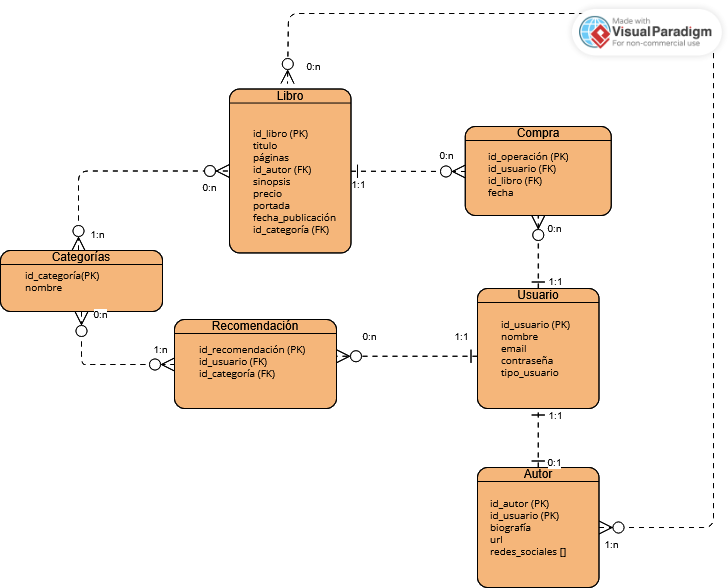 Made with
VisualParadigm
For non-commercial use
0:n
Libro
id_libro (PK)
titulo
páginas
id_autor (FK)
sinopsis
precio
portada
fecha_publicación
id_categoría (FK)
1:1
0:n
Compra
id_operación (PK)
id_usuario (FK)
id_libro (FK)
fecha
0:n
1:n
Categorías
id_categoría(PK)
nombre
0:n
0:n
1:1
Usuario
id_usuario (PK)
nombre
email
contraseña
tipo_usuario
1:n
Recomendación
id_recomendación (PK)
id_usuario (FK)
id_categoría (FK)
0:n
1:1
1:1
0:1
Autor
id_autor (PK)
id_usuario (PK)
biografía
url
redes_sociales []
1:n